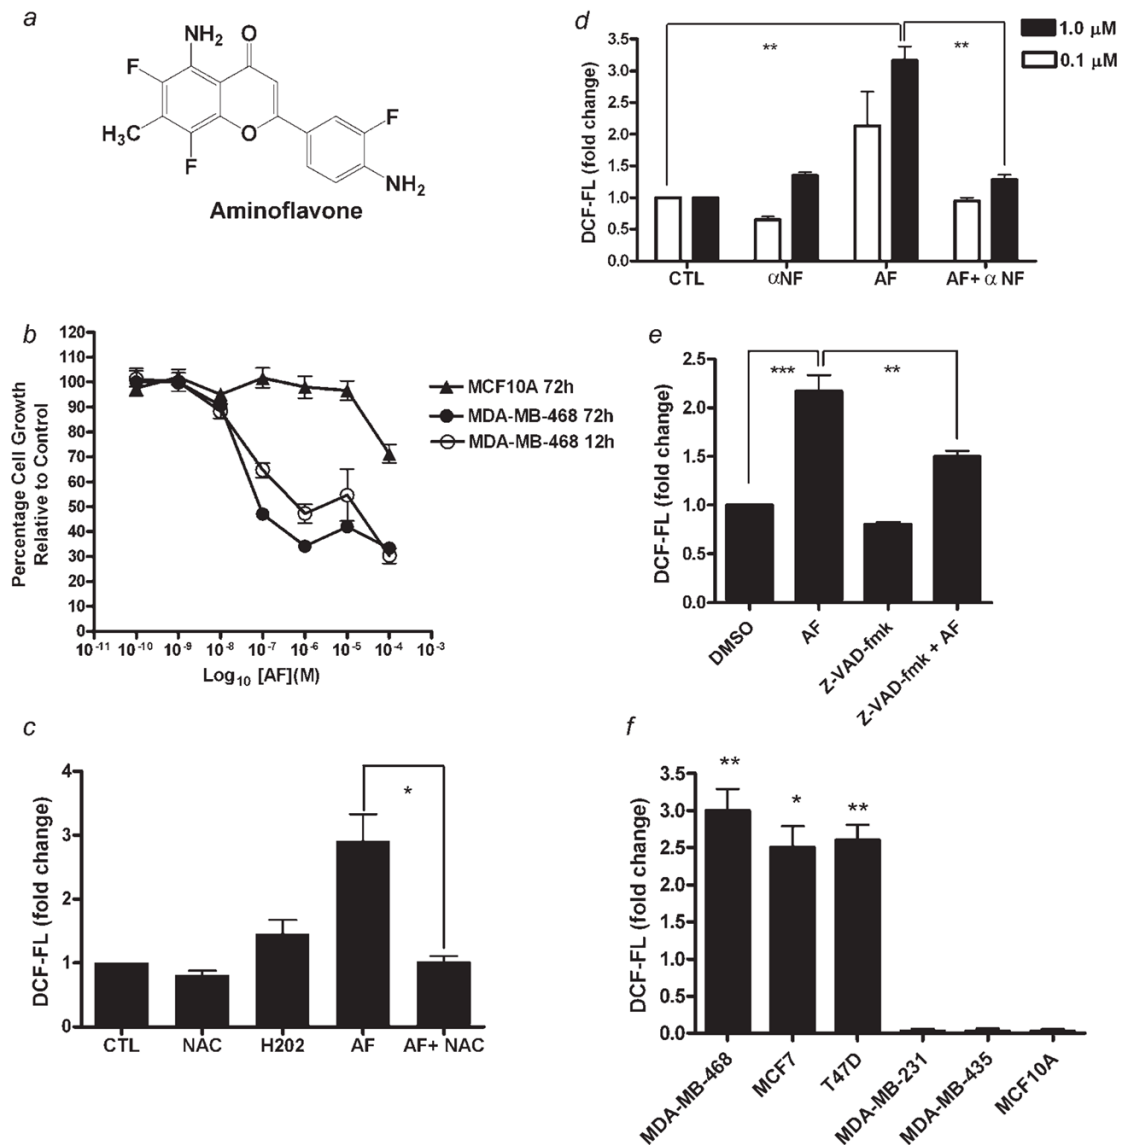 a
NH₂
O
F
H₃C
F
O
F
NH₂
Aminoflavone
b
Percentage Cell Growth
Relative to Control
120
110
100
90
80
70
60
50
40
30
20
10
0
10⁻¹¹ 10⁻¹⁰ 10⁻⁹ 10⁻⁸ 10⁻⁷ 10⁻⁶ 10⁻⁵ 10⁻⁴ 10⁻³
Log₁₀ [AF](M)
MCF10A 72h
MDA-MB-468 72h
MDA-MB-468 12h
c
DCF-FL (fold change)
4
3
2
1
0
*
CTL NAC H202 AF AF+ NAC
d
DCF-FL (fold change)
3.5
3.0
2.5
2.0
1.5
1.0
0.5
0.0
** **
1.0 μM
0.1 μM
CTL αNF AF AF+ α NF
e
DCF-FL (fold change)
2.5
2.0
1.5
1.0
0.5
0.0
*** **
DMSO
AF
Z-VAD-fmk
Z-VAD-fmk + AF
f
DCF-FL (fold change)
3.5
3.0
2.5
2.0
1.5
1.0
0.5
0.0
** * **
MDA-MB-468
MCF7
T47D
MDA-MB-231
MDA-MB-435
MCF10A